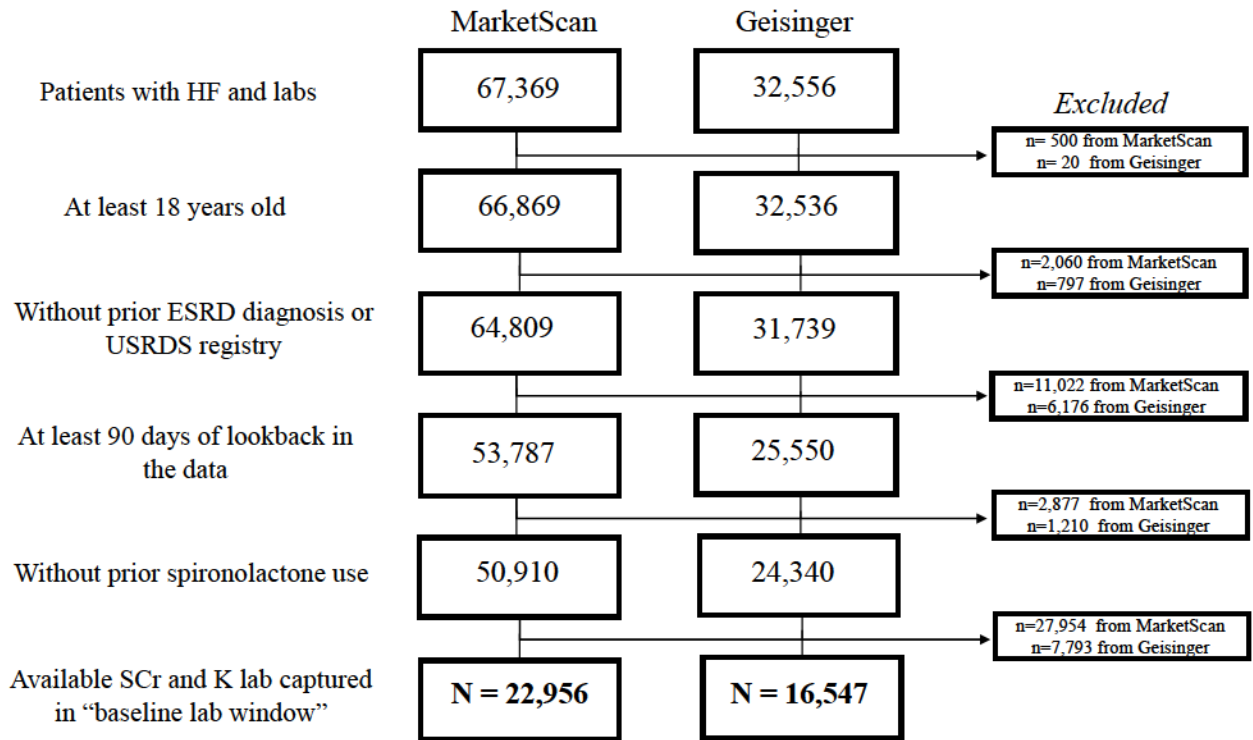 MarketScan Geisinger
Patients with HF and labs 67,369 32,556
Excluded
n= 500 from MarketScan
n= 20 from Geisinger
At least 18 years old 66,869 32,536
n=2,060 from MarketScan
n=797 from Geisinger
Without prior ESRD diagnosis or
USRDS registry
64,809 31,739
n=11,022 from MarketScan
n=6,176 from Geisinger
At least 90 days of lookback in
the data
53,787 25,550
n=2,877 from MarketScan
n=1,210 from Geisinger
Without prior spironolactone use 50,910 24,340
n=27,954 from MarketScan
n=7,793 from Geisinger
Available SCr and K lab captured
in “baseline lab window”
N = 22,956 N = 16,547